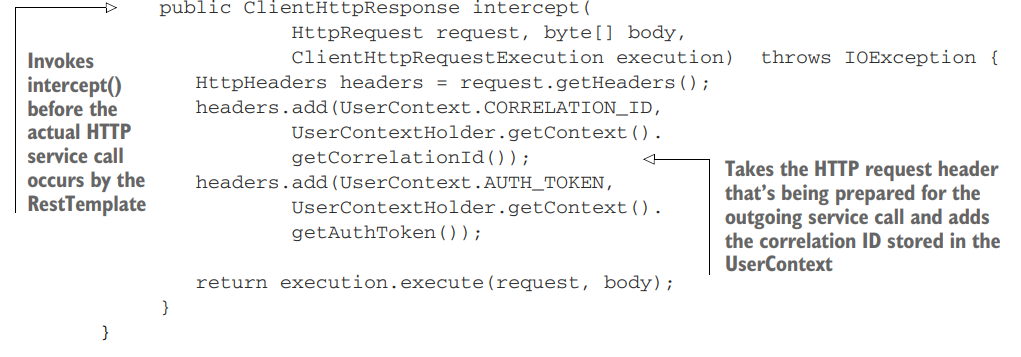 public ClientHttpResponse intercept(
HttpRequest request, byte[] body,
ClientHttpRequestExecution execution)  throws IOException {
HttpHeaders headers = request.getHeaders();
headers.add(UserContext.CORRELATION_ID,
UserContextHolder.getContext().
getCorrelationId());
headers.add(UserContext.AUTH_TOKEN,
UserContextHolder.getContext().
getAuthToken());
return execution.execute(request, body);
}
}
Invokes
intercept()
before the
actual HTTP
service call
occurs by the
RestTemplate
Takes the HTTP request header
that's being prepared for the
outgoing service call and adds
the correlation ID stored in the
UserContext